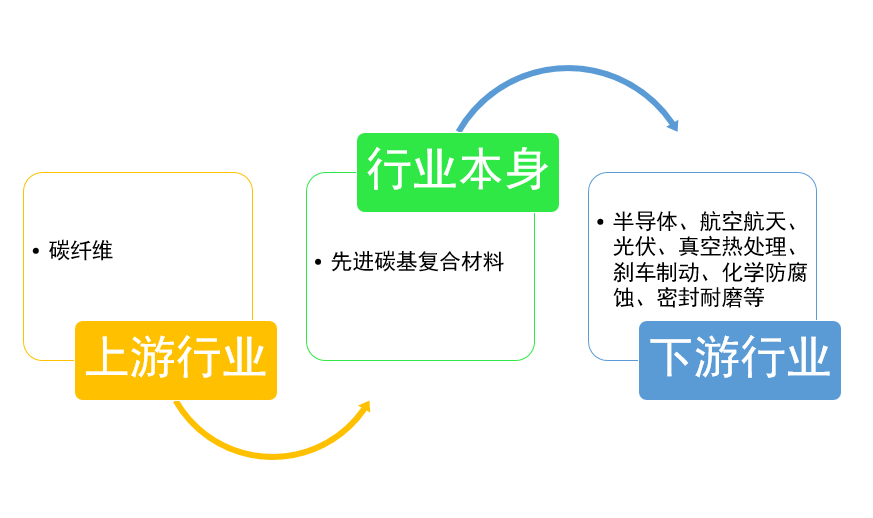 • 碳纤维
上游行业
行业本身
• 先进碳基复合材料
• 半导体、航空航天、
光伏、真空热处理、
刹车制动、化学防腐
蚀、密封耐磨等
下游行业